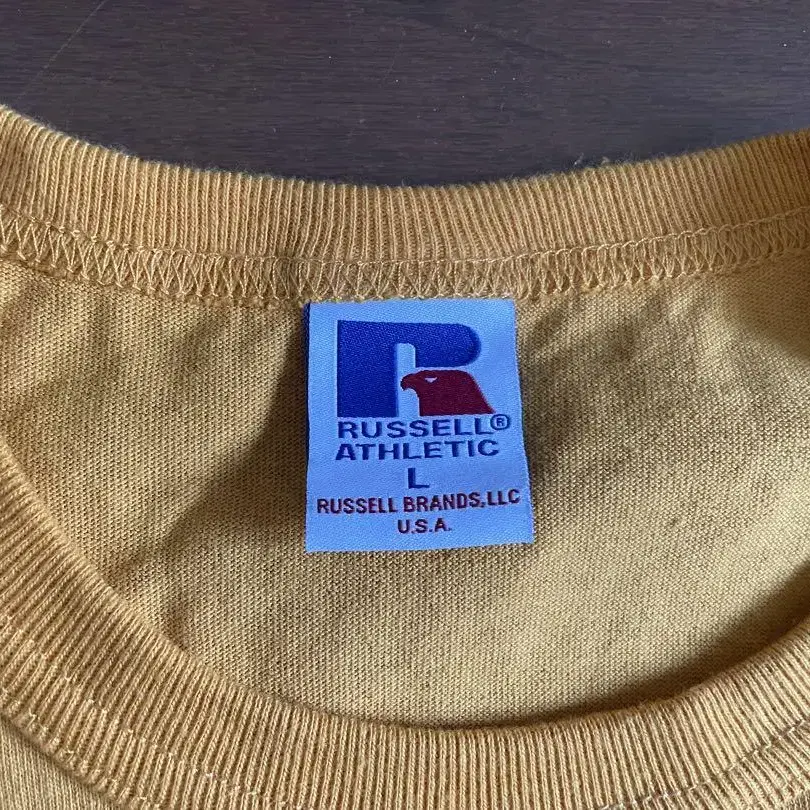 RUSSELL®
ATHLETIC
L
RUSSELL BRANDS,LLC
U.S.A.